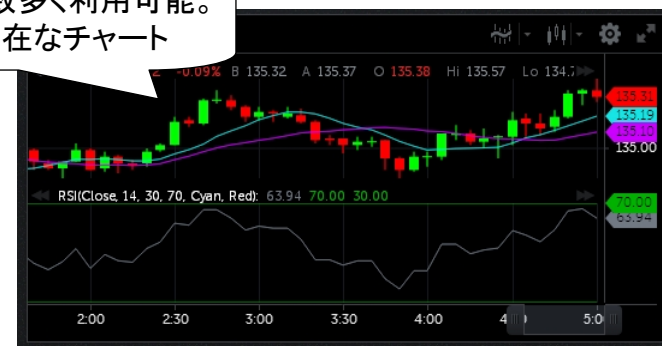 数多く利用可能。
在なチャート
-0.09% B 135.32 A 135.37 O 135.38 Hi 135.57 Lo
135.31
135.19
135.10
135.00
RSI(Close, 14, 30, 70, Cyan, Red): 63.94 70.00 30.00
70.00
63.94
2:00 2:30 3:00 3:30 4:00 5:0